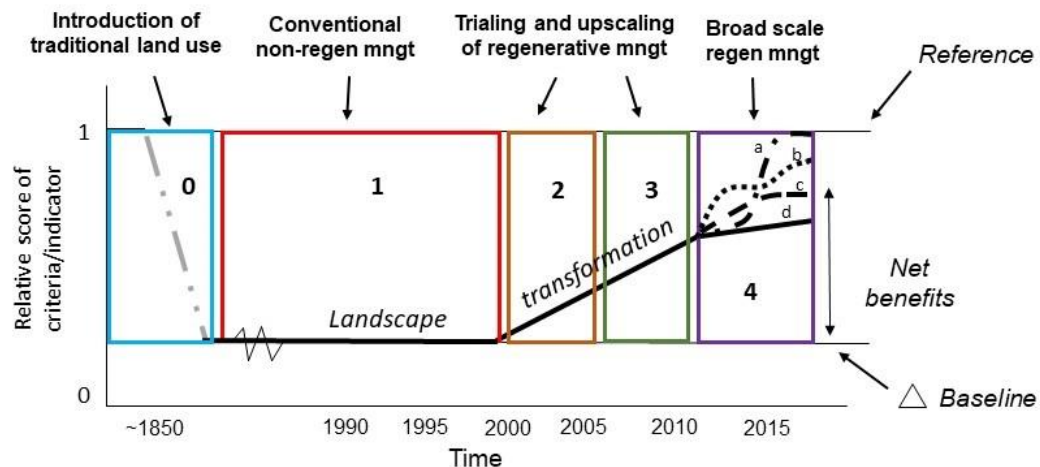 Introduction of
traditional land use
Conventional
non-regen mngt
Trialing and upscaling
of regenerative mngt
Broad scale
regen mngt
Reference
1
0
1
2
3
4
a
b
c
d
Relative score of
criteria/indicator
Landscape
transformation
Net
benefits
△ Baseline
0
~1850
1990
1995
2000
2005
2010
2015
Time